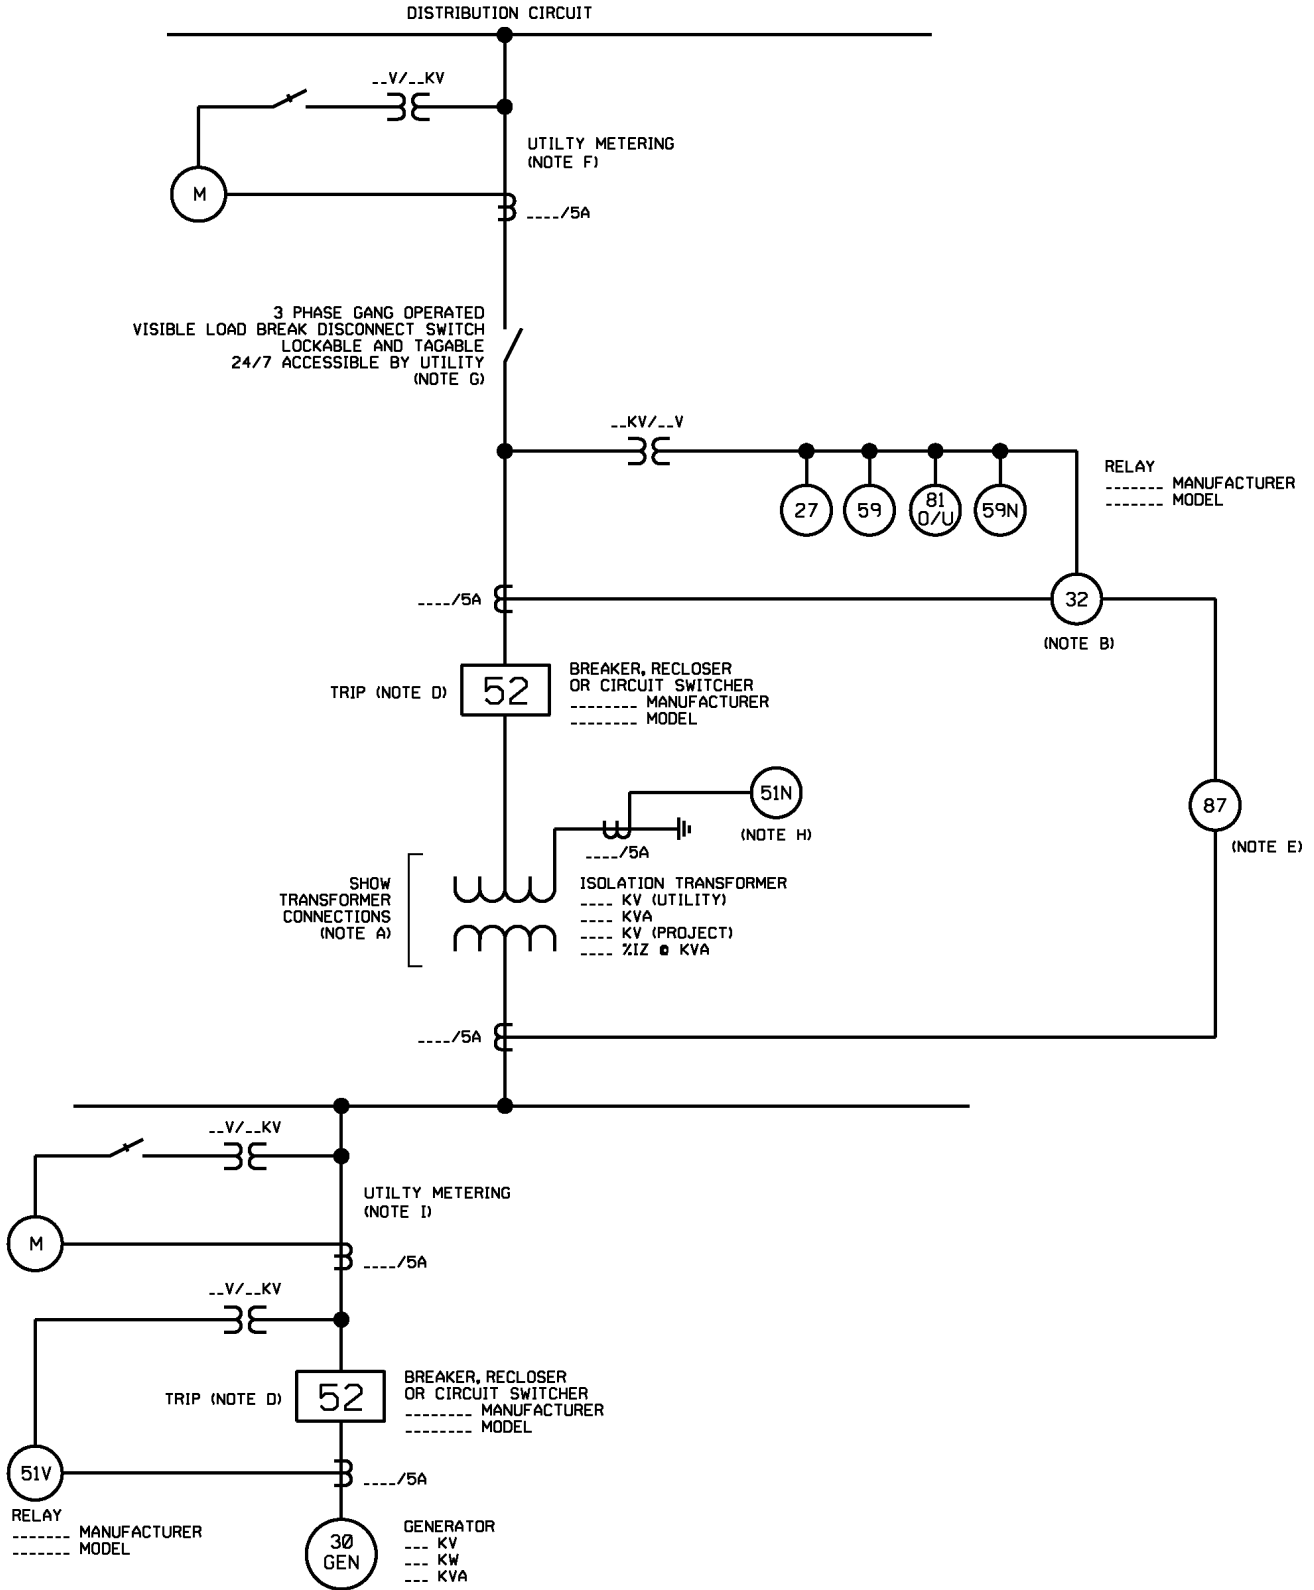 DISTRIBUTION CIRCUIT
__V/__KV
UTILTY METERING
(NOTE F)
M
____/5A
3 PHASE GANG OPERATED
VISIBLE LOAD BREAK DISCONNECT SWITCH
LOCKABLE AND TAGABLE
24/7 ACCESSIBLE BY UTILITY
(NOTE G)
__KV/__V
27
59
81
O/U
59N
RELAY
_______ MANUFACTURER
_______ MODEL
____/5A
32
(NOTE B)
TRIP (NOTE D)
52
BREAKER, RECLOSER
OR CIRCUIT SWITCHER
________ MANUFACTURER
________ MODEL
51N
(NOTE H)
____/5A
87
(NOTE E)
SHOW
TRANSFORMER
CONNECTIONS
(NOTE A)
ISOLATION TRANSFORMER
____ KV (UTILITY)
____ KVA
____ KV (PROJECT)
____ %IZ @ KVA
____/5A
__V/__KV
UTILTY METERING
(NOTE I)
M
____/5A
__V/__KV
TRIP (NOTE D)
52
BREAKER, RECLOSER
OR CIRCUIT SWITCHER
________ MANUFACTURER
________ MODEL
51V
____/5A
RELAY
_______ MANUFACTURER
_______ MODEL
30
GEN
GENERATOR
___ KV
___ KW
___ KVA